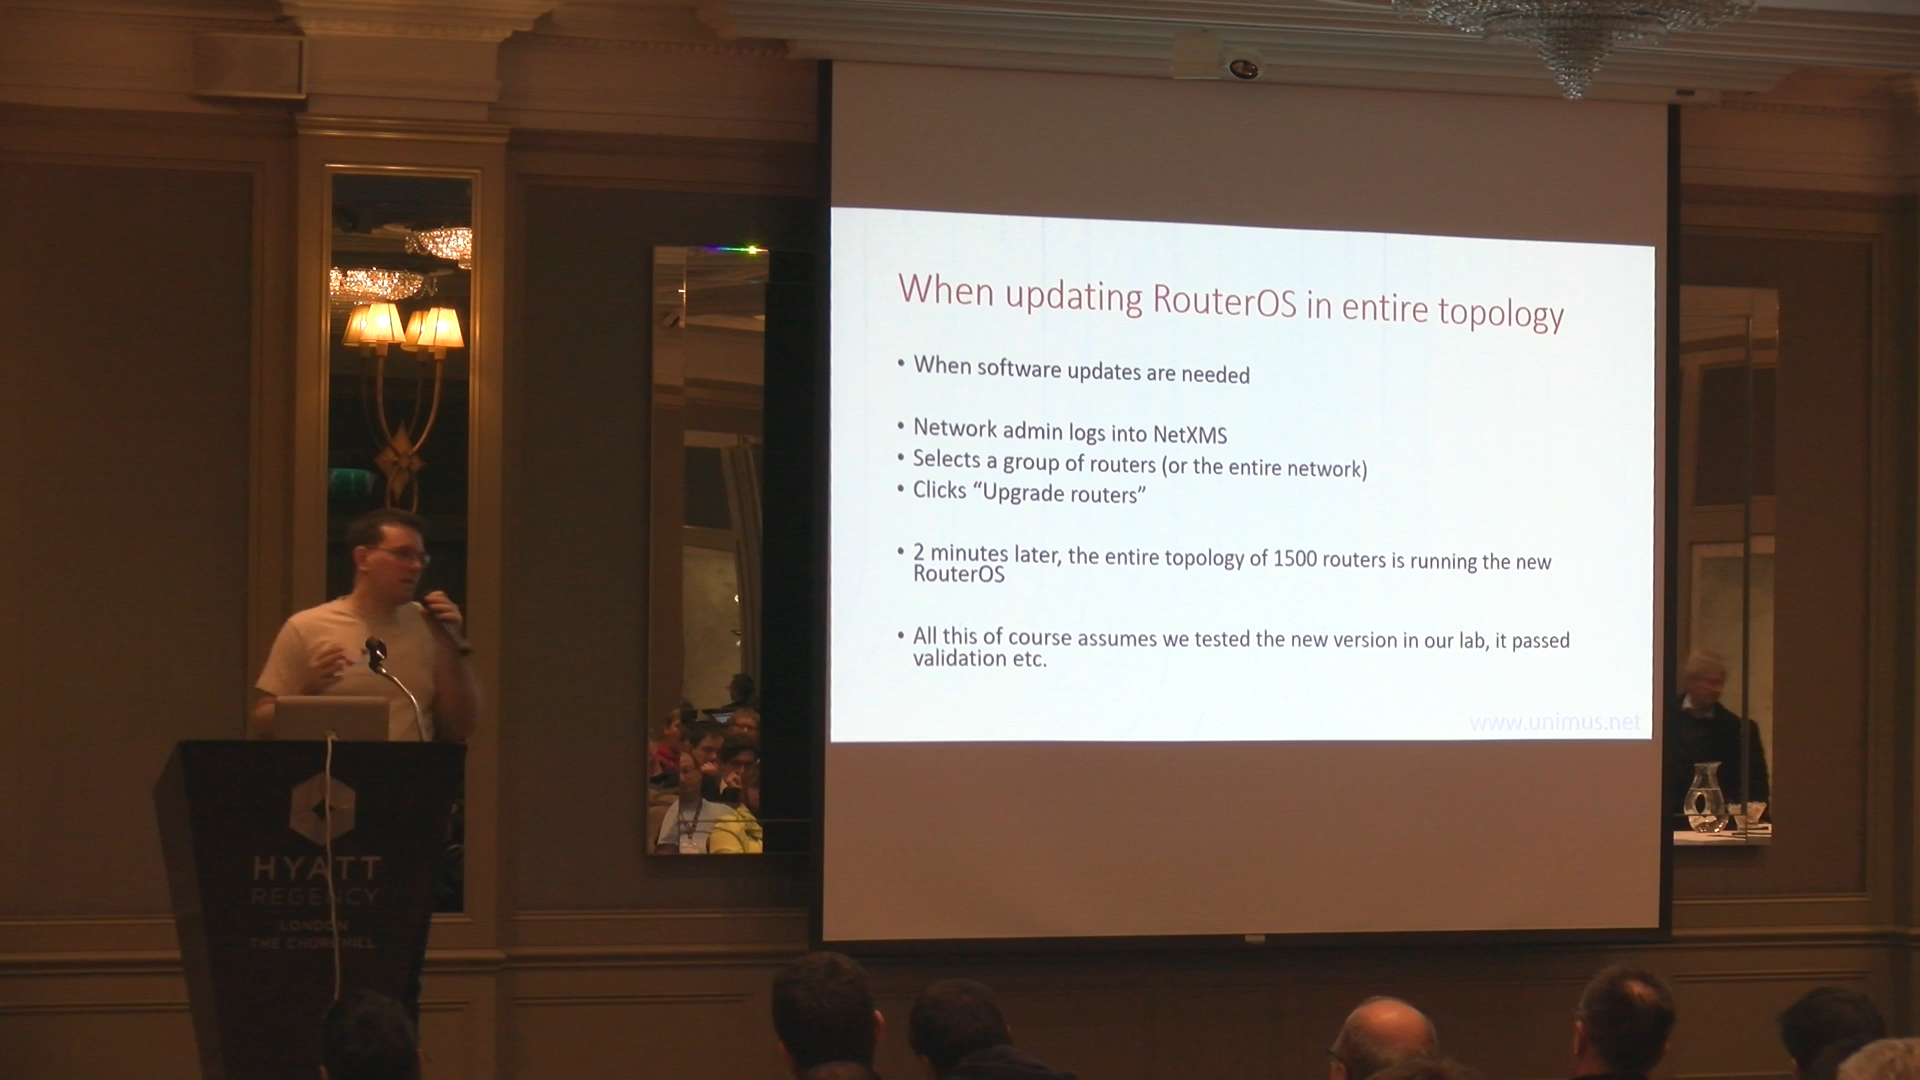 When updating RouterOS in entire topology
• When software updates are needed
• Network admin logs into NetXMS
• Selects a group of routers (or the entire network)
• Clicks “Upgrade routers”
• 2 minutes later, the entire topology of 1500 routers is running the new
RouterOS
• All this of course assumes we tested the new version in our lab, it passed
validation etc.
www.unimus.net
HYATT
REGENCY
LONDON
THE CHURCHILL